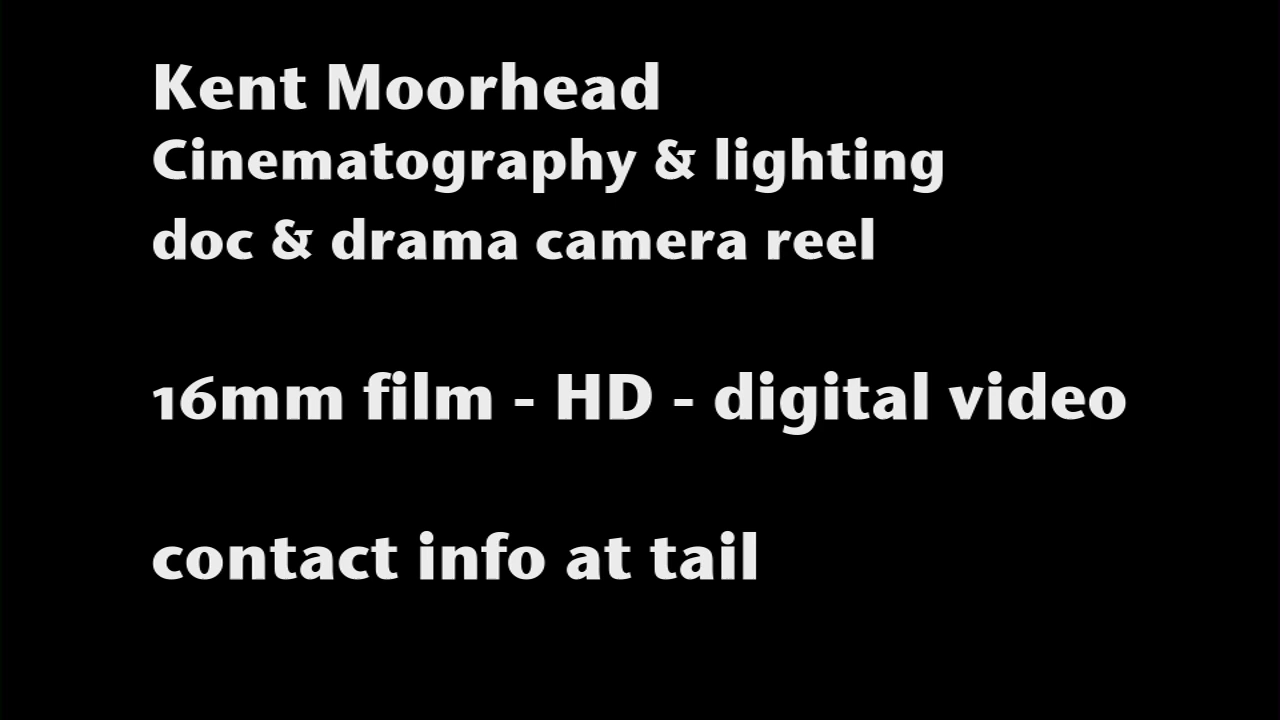 Kent Moorhead
Cinematography & lighting
doc & drama camera reel
16mm film - HD - digital video
contact info at tail